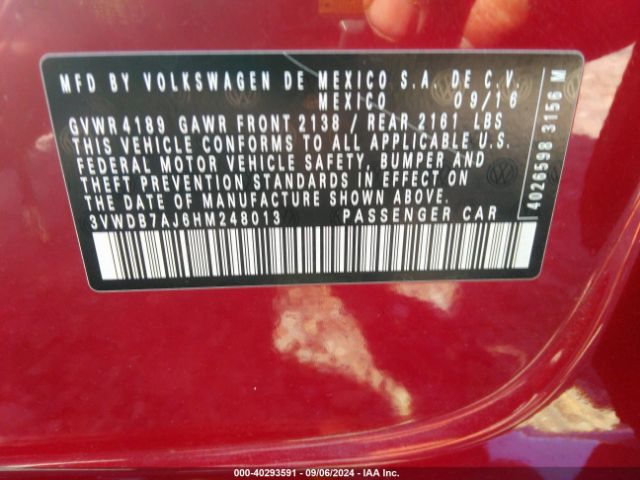 MFD BY VOLKSWAGEN DE MEXICO S.A. DE C.V.
MEXICO 09/16
GVWR 4189 GAWR FRONT 2138 / REAR 2161 LBS
THIS VEHICLE CONFORMS TO ALL APPLICABLE U.S.
FEDERAL MOTOR VEHICLE SAFETY, BUMPER AND
THEFT PREVENTION STANDARDS IN EFFECT ON
THE DATE OF MANUFACTURE SHOWN ABOVE.
3VWDB7AJ6HM248013 PASSENGER CAR
4026598 3156 M
000-40293591 - 09/06/2024 - IAA Inc.